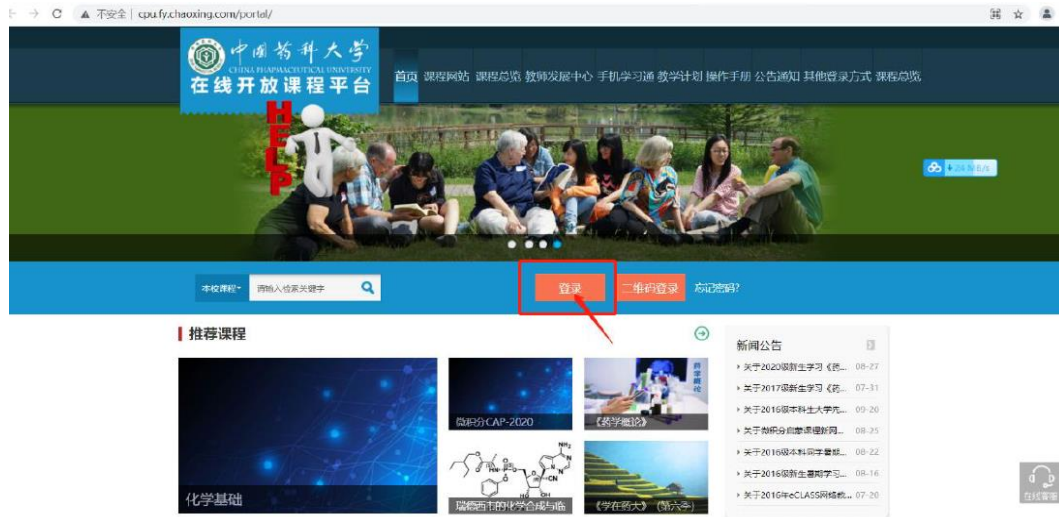 不安全 | cpu.fy.chaoxing.com/portal/
中国药科大学
CHINA PHARMACEUTICAL UNIVERSITY
在线开放课程平台
首页 课程网站 课程总览 教师发展中心 手机学习通 教学计划 操作手册 公告通知 其他登录方式 课程总览
HELP
本校课程
请输入检索关键字
登录
二维码登录
忘记密码?
推荐课程
化学基础
微积分CAP-2020
药学概论
《药学概论》
NH₂
CN
瑞德西韦的化学合成与临
《学在药大》(第六季)
新闻公告
关于2020级新生学习《药... 08-27
关于2017级新生学习《药... 07-31
关于2016级本科生大学先... 09-20
关于微积分启蒙课程新网... 08-25
关于2016级本科同学暑期... 08-22
关于2016级新生暑期学习... 08-16
关于2016年eCLASS网络教... 07-20
在线客服